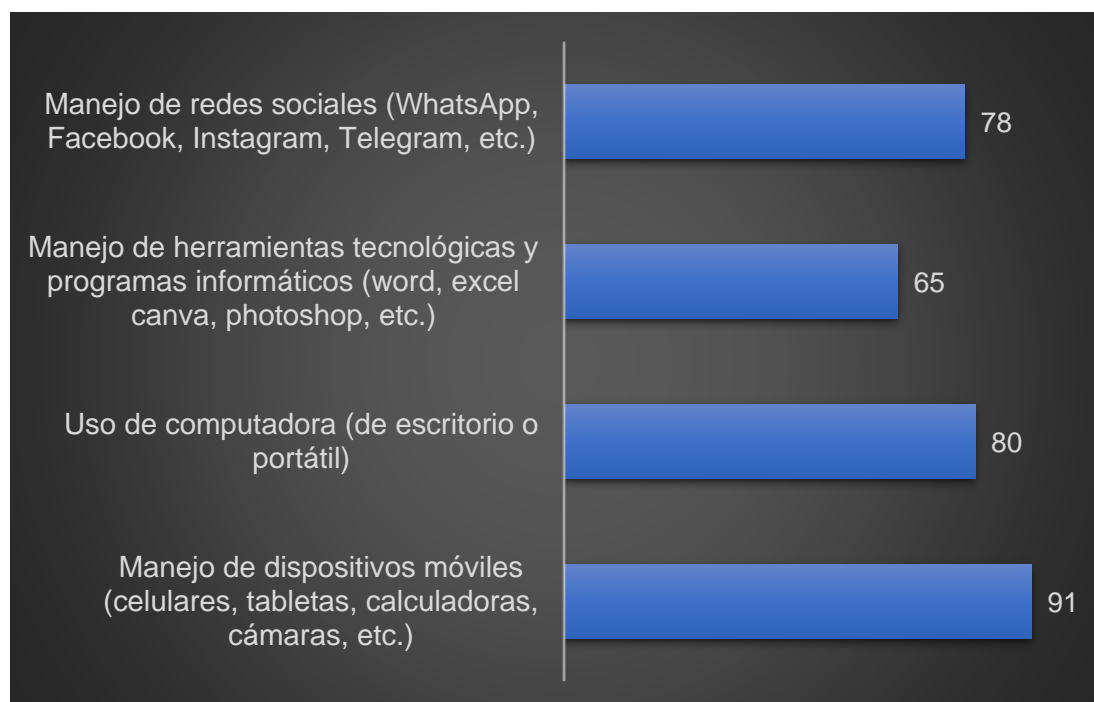 Manejo de redes sociales (WhatsApp,
Facebook, Instagram, Telegram, etc.)
78
Manejo de herramientas tecnológicas y
programas informáticos (word, excel
canva, photoshop, etc.)
65
Uso de computadora (de escritorio o
portátil)
80
Manejo de dispositivos móviles
(celulares, tabletas, calculadoras,
cámaras, etc.)
91